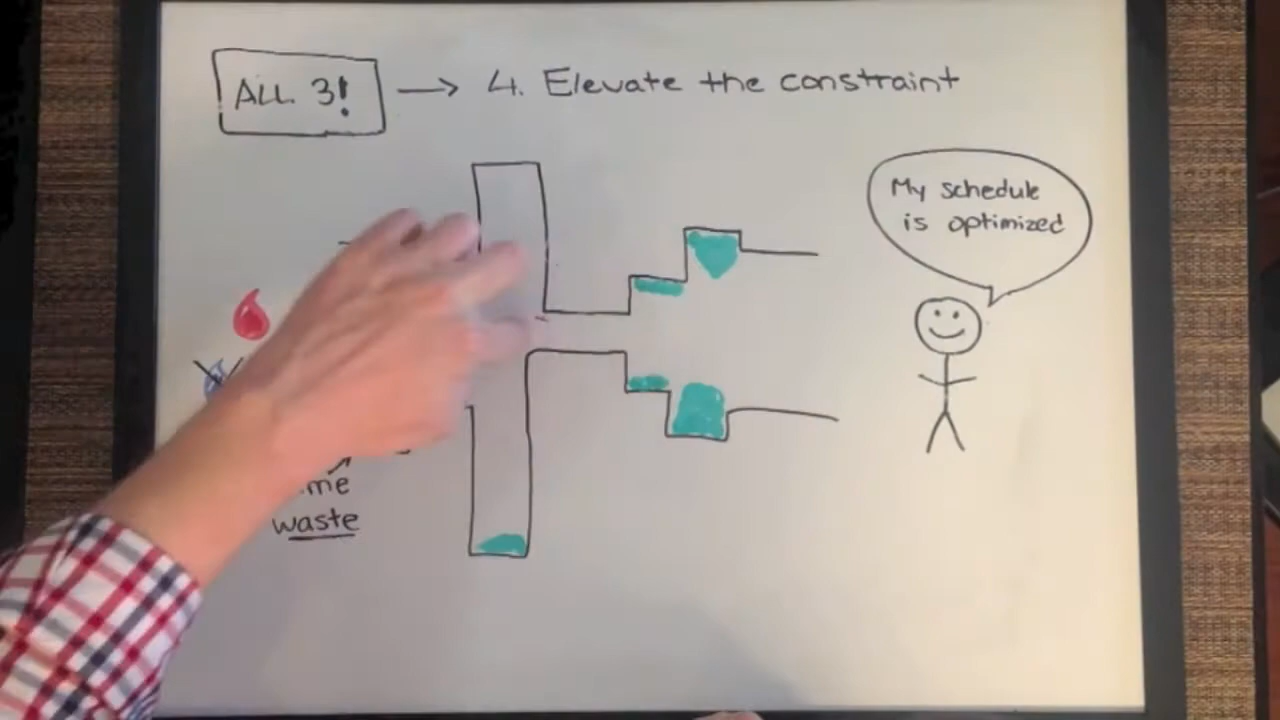 ALL 3!
4. Elevate the constraint
My schedule
is optimized
waste